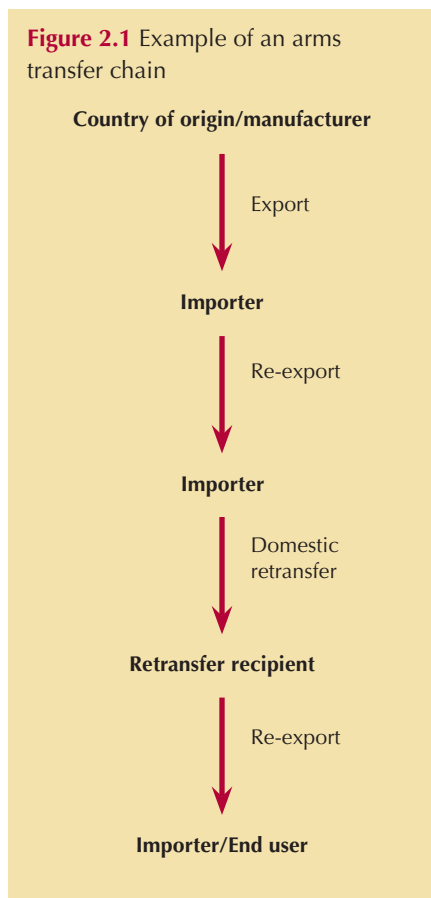 Figure 2.1 Example of an arms
transfer chain
Country of origin/manufacturer
Export
Importer
Re-export
Importer
Domestic
retransfer
Retransfer recipient
Re-export
Importer/End user